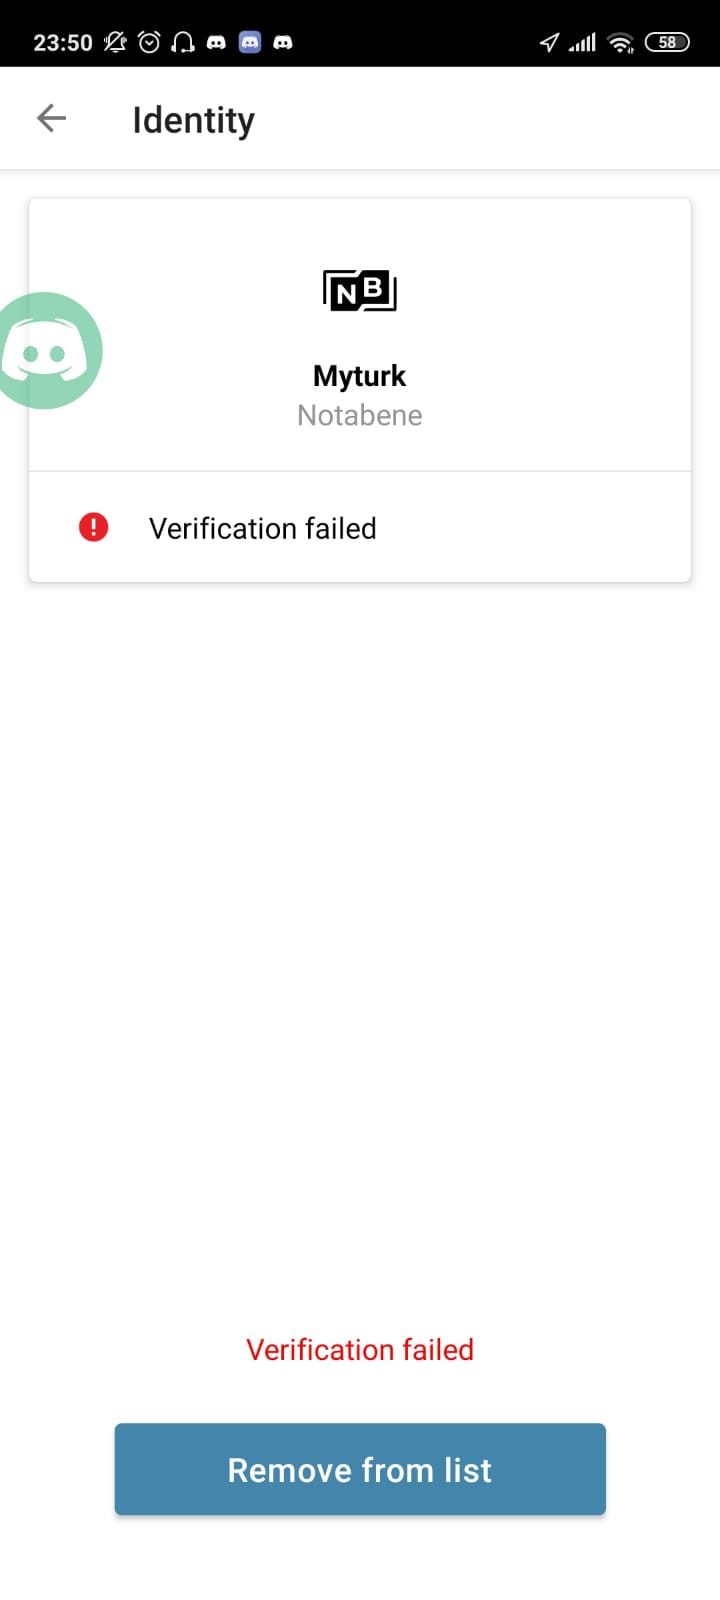 23:50
58
Identity
NB
Myturk
Notabene
Verification failed
Verification failed
Remove from list